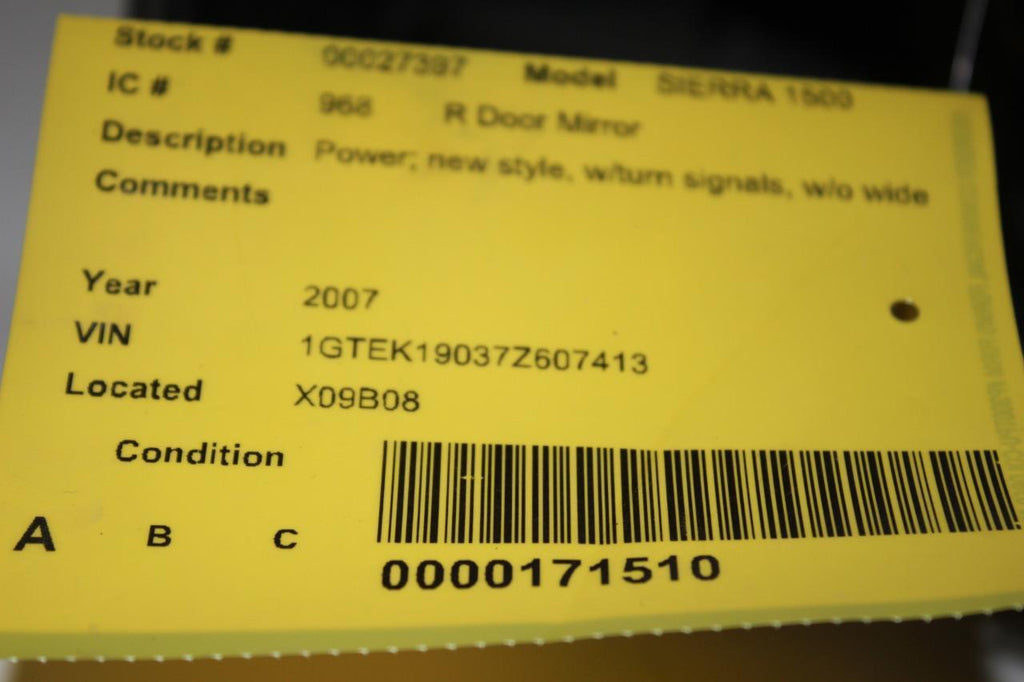 Stock # 00027397 Model SIERRA 1500
IC # 968 R Door Mirror
Description Power; new style, w/turn signals, w/o wide
Comments
Year 2007
VIN 1GTEK19037Z607413
Located X09B08
Condition
A B C
0000171510